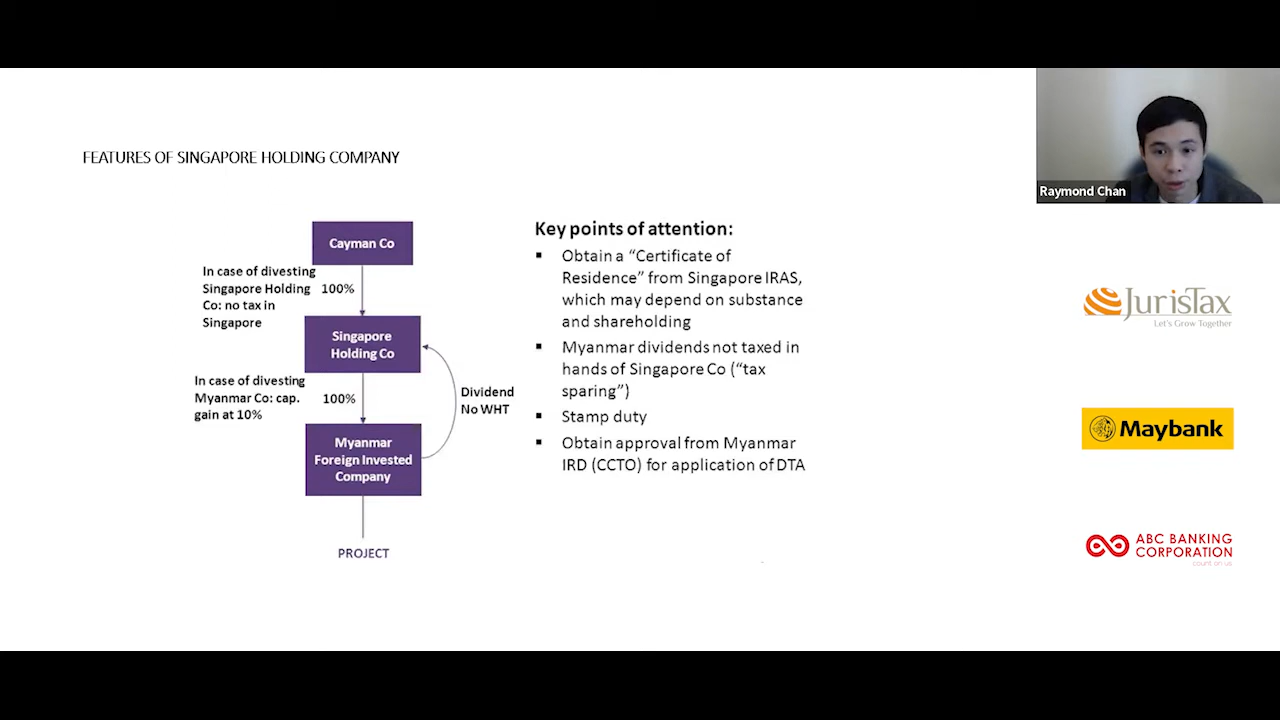 FEATURES OF SINGAPORE HOLDING COMPANY
Cayman Co
In case of divesting
Singapore Holding
Co: no tax in
Singapore
100%
Singapore
Holding Co
In case of divesting
Myanmar Co: cap.
gain at 10%
100%
Dividend
No WHT
Myanmar
Foreign Invested
Company
PROJECT
Key points of attention:
▪ Obtain a “Certificate of
Residence” from Singapore IRAS,
which may depend on substance
and shareholding
▪ Myanmar dividends not taxed in
hands of Singapore Co (“tax
sparing”)
▪ Stamp duty
▪ Obtain approval from Myanmar
IRD (CCTO) for application of DTA
Raymond Chan
JurisTax
Let's Grow Together
Maybank
ABC BANKING
CORPORATION
count on us